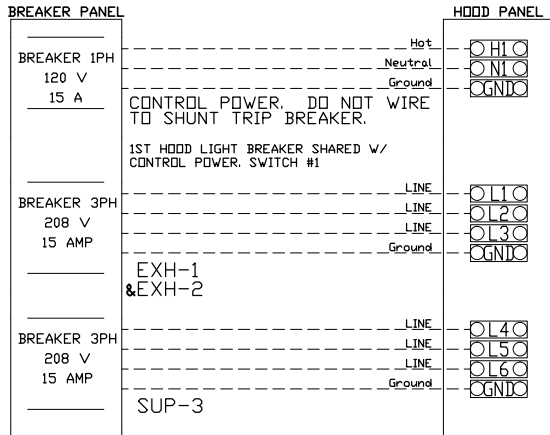 BREAKER PANEL
HOOD PANEL
BREAKER 1PH
120 V
15 A
Hot
Neutral
Ground
H1
N1
GND
CONTROL POWER. DO NOT WIRE
TO SHUNT TRIP BREAKER.
1ST HOOD LIGHT BREAKER SHARED W/
CONTROL POWER. SWITCH #1
BREAKER 3PH
208 V
15 AMP
LINE
LINE
LINE
Ground
L1
L2
L3
GND
EXH-1
&EXH-2
BREAKER 3PH
208 V
15 AMP
LINE
LINE
LINE
Ground
L4
L5
L6
GND
SUP-3